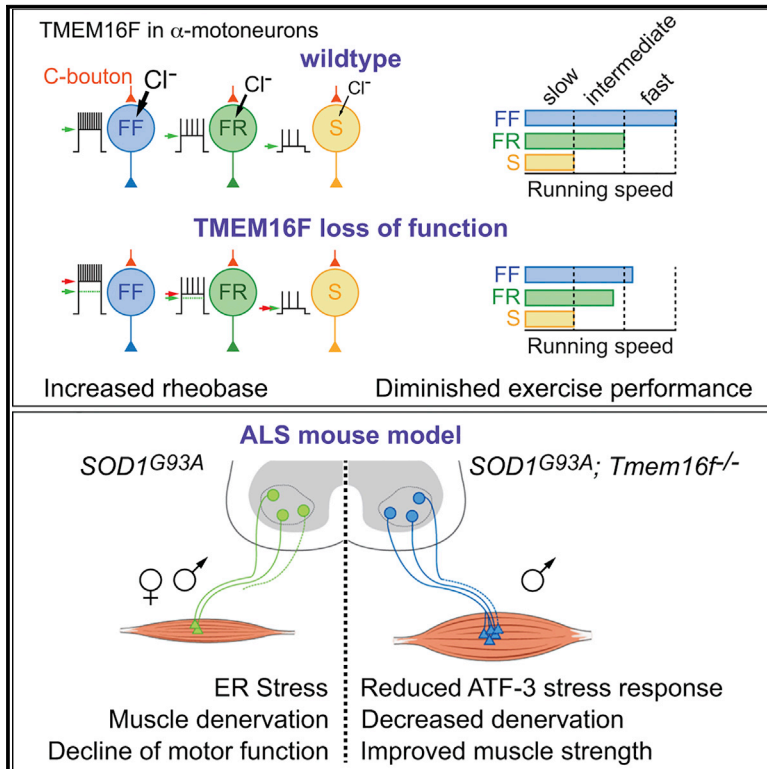 TMEM16F in α-motoneurons
wildtype
C-bouton
Cl-
Cl-
Cl-
FF
FR
S
slow
intermediate
fast
FF
FR
S
Running speed
TMEM16F loss of function
FF
FR
S
FF
FR
S
Running speed
Increased rheobase
Diminished exercise performance
ALS mouse model
SOD1G93A
SOD1G93A; Tmem16f-/-
♀ ♂
♂
ER Stress
Muscle denervation
Decline of motor function
Reduced ATF-3 stress response
Decreased denervation
Improved muscle strength